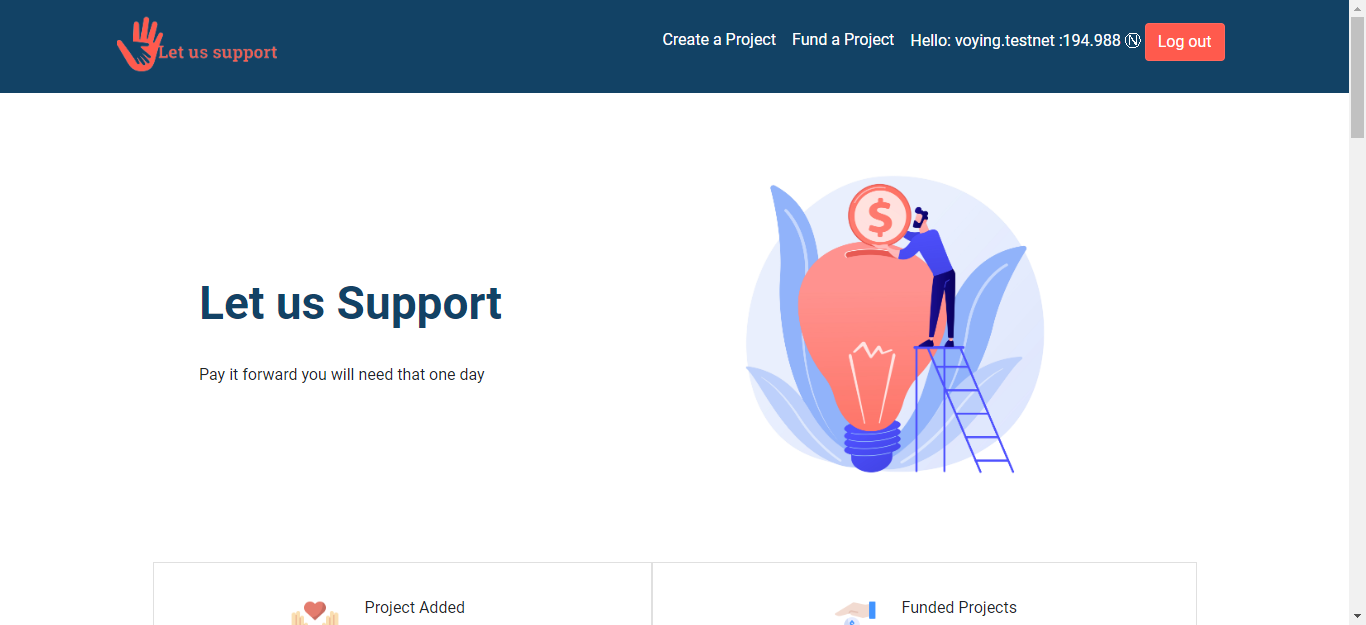 Let us support
Create a Project
Fund a Project
Hello: voying.testnet :194.988 Ⓝ
Log out
$
Let us Support
Pay it forward you will need that one day
Project Added
Funded Projects